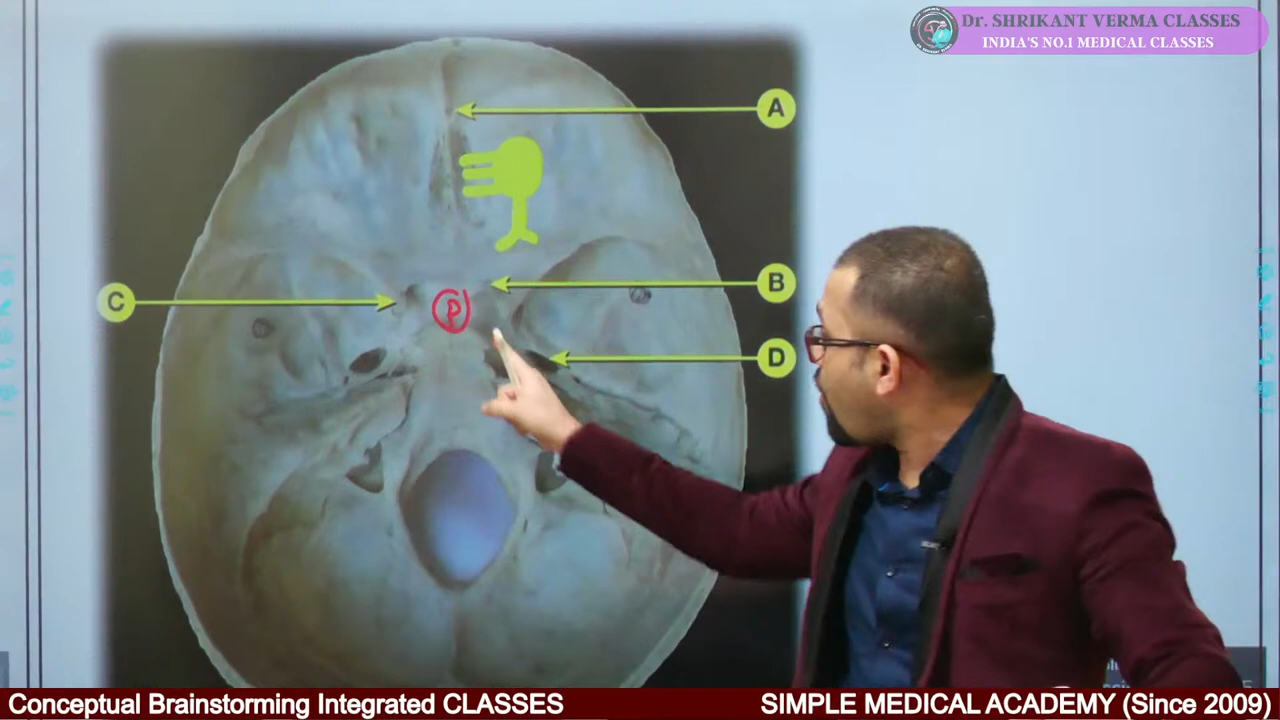 Dr. SHRIKANT VERMA CLASSES
INDIA'S NO.1 MEDICAL CLASSES
A
B
C
P
D
Conceptual Brainstorming Integrated CLASSES
SIMPLE MEDICAL ACADEMY (Since 2009)